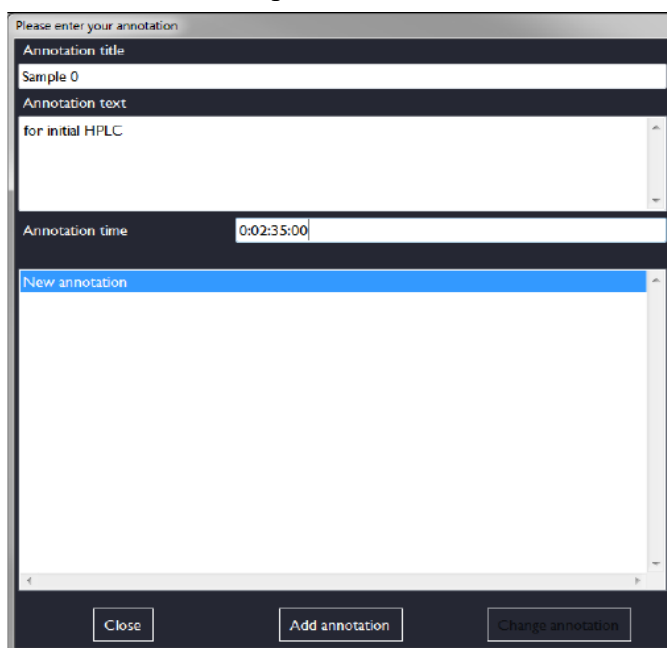 Please enter your annotation
Annotation title
Sample 0
Annotation text
for initial HPLC
Annotation time 0:02:35:00
New annotation
Close Add annotation Change annotation